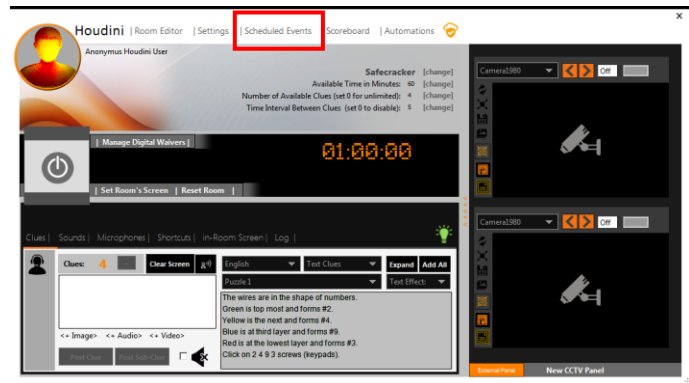 x
Houdini | Room Editor | Settings | Scheduled Events Scoreboard | Automations
Anonymus Houdini User
Safecracker [change]
Available Time in Minutes: 60 [change]
Number of Available Clues (set 0 for unlimited): 4 [change]
Time Interval Between Clues (set 0 to disable): 5 [change]
| Manage Digital Waivers |
01:00:00
| Set Room's Screen | Reset Room |
Clues | Sounds | Microphones | Shortcuts | in-Room Screen | Log |
Clues: 4 Clear Screen English Text Clues Expand Add All
Puzzle 1 Text Effect:
The wires are in the shape of numbers.
Green is top most and forms #2.
Yellow is the next and forms #4.
Blue is at third layer and forms #9.
Red is at the lowest layer and forms #3.
Click on 2 4 9 3 screws (keypads).
<+ Image> <+ Audio> <+ Video>
Post Clue Post Sub-Clue
Camera1980 Off
Camera1980 Off
External Panel New CCTV Panel